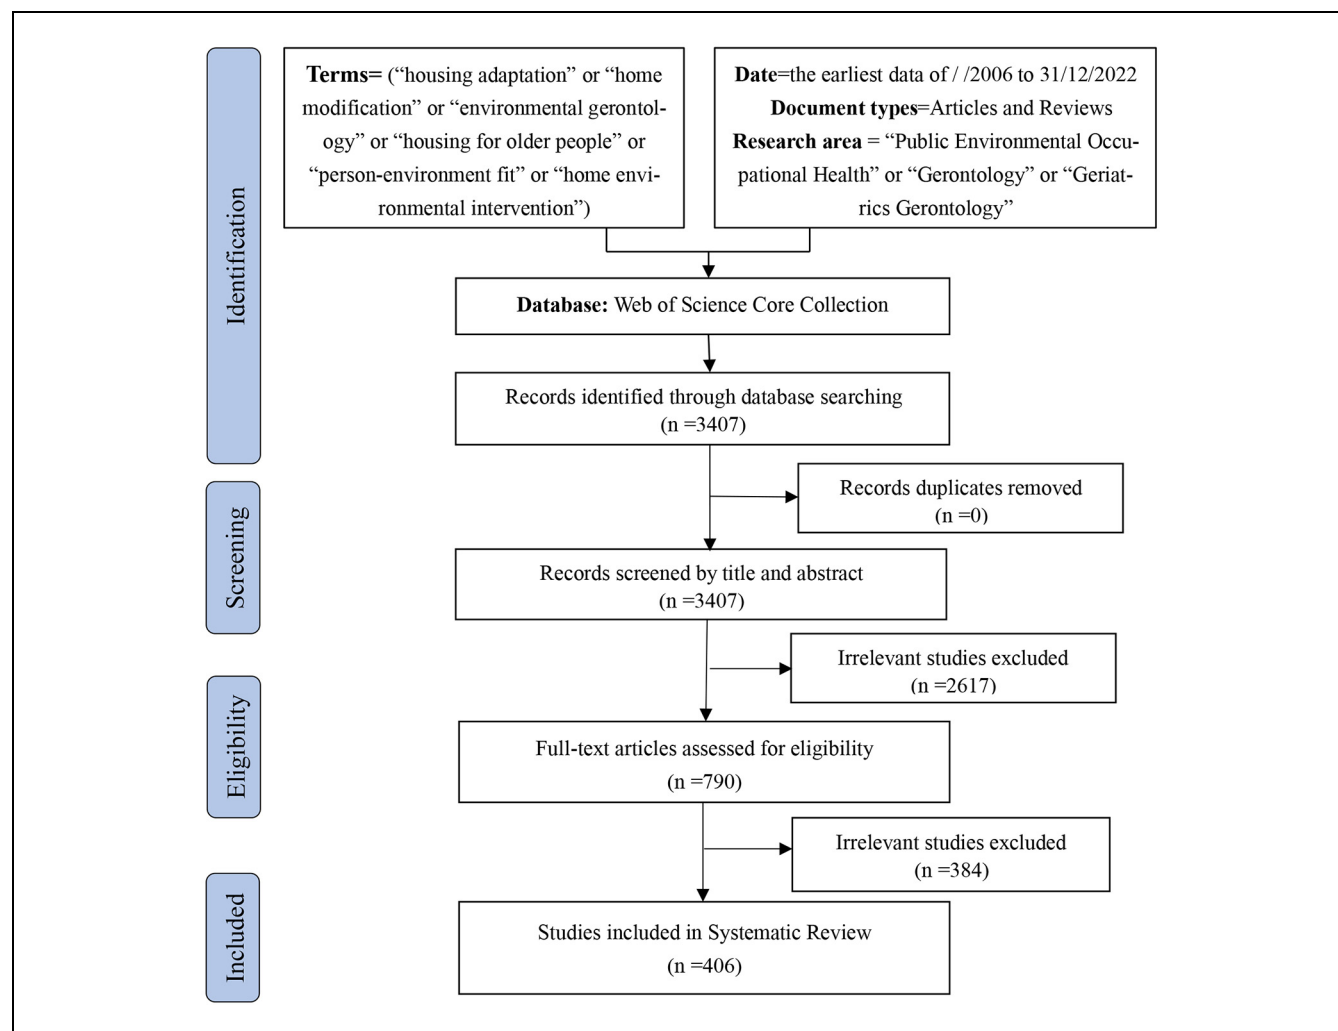 Identification
Terms= (“housing adaptation” or “home
modification” or “environmental gerontol-
ogy” or “housing for older people” or
“person-environment fit” or “home envi-
ronmental intervention”)
Date=the earliest data of / /2006 to 31/12/2022
Document types=Articles and Reviews
Research area = “Public Environmental Occu-
pational Health” or “Gerontology” or “Geriat-
rics Gerontology”
Database: Web of Science Core Collection
Records identified through database searching
(n =3407)
Screening
Records duplicates removed
(n =0)
Records screened by title and abstract
(n =3407)
Irrelevant studies excluded
(n =2617)
Eligibility
Full-text articles assessed for eligibility
(n =790)
Irrelevant studies excluded
(n =384)
Included
Studies included in Systematic Review
(n =406)